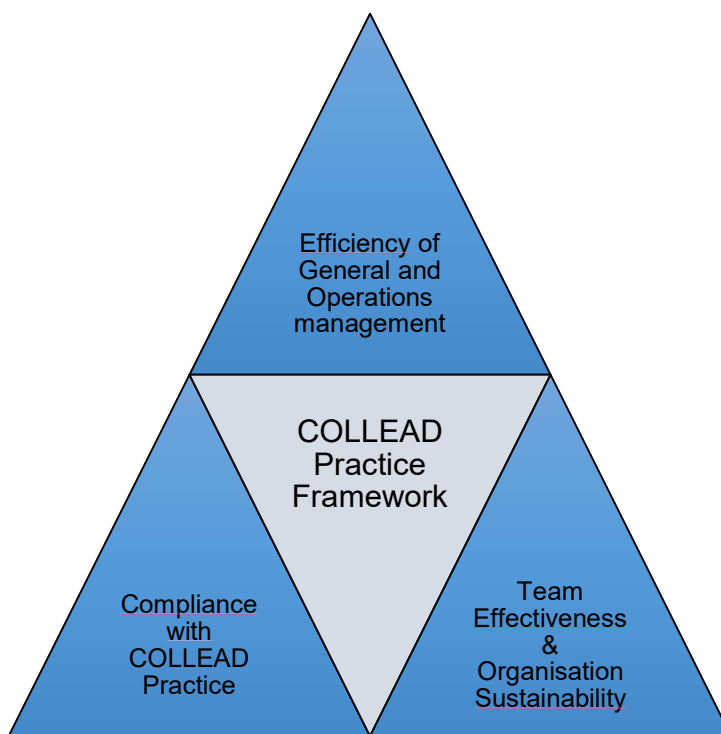 Efficiency of
General and
Operations
management
COLLEAD
Practice
Framework
Compliance
with
COLLEAD
Practice
Team
Effectiveness
&
Organisation
Sustainability